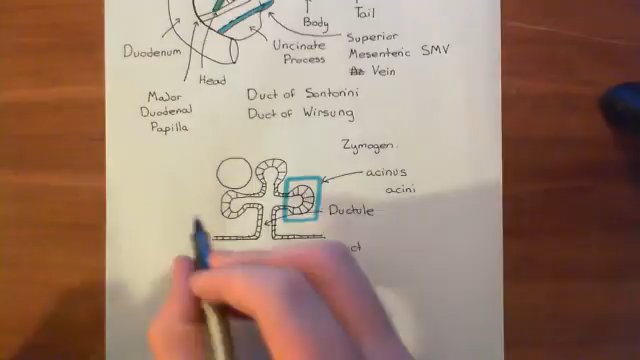 Body
Tail
Duodenum
Uncinate
Process
Superior
Mesenteric SMV
Vein
Head
Major
Duodenal
Papilla
Duct of Santorini
Duct of Wirsung
Zymogen.
acinus
acini
Ductule
ct